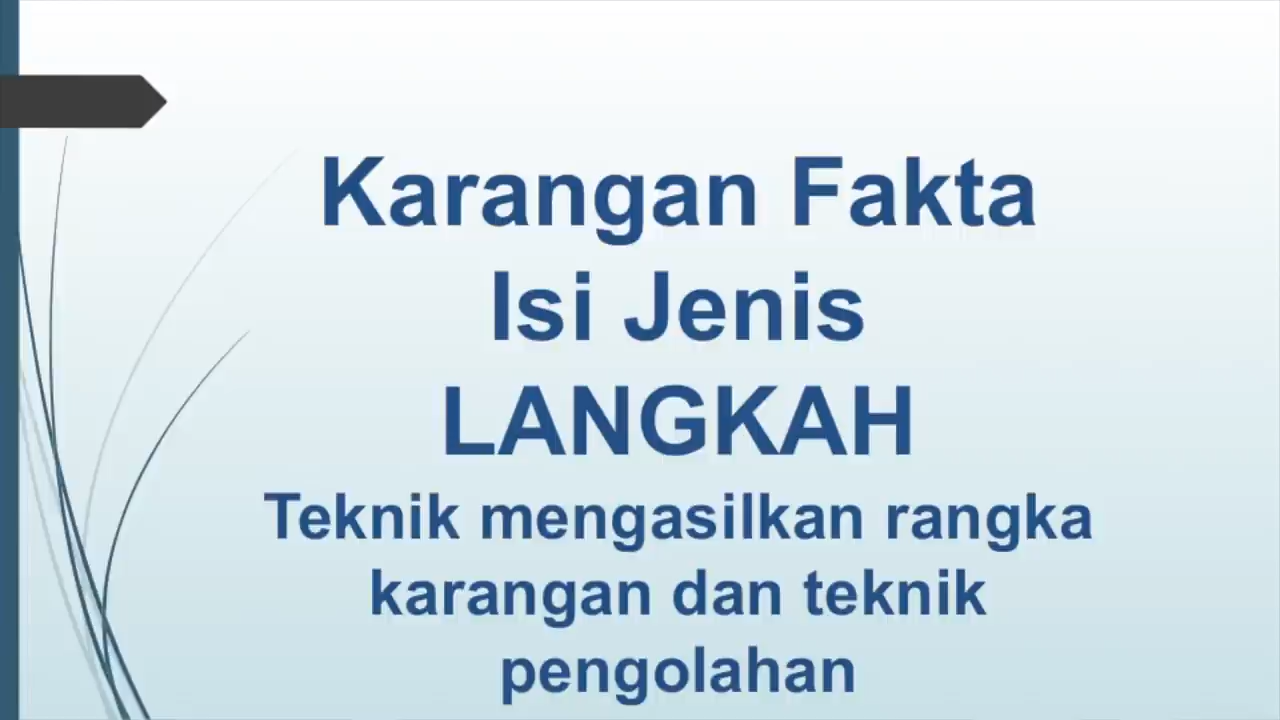 Karangan Fakta
Isi Jenis
LANGKAH
Teknik mengasilkan rangka
karangan dan teknik
pengolahan